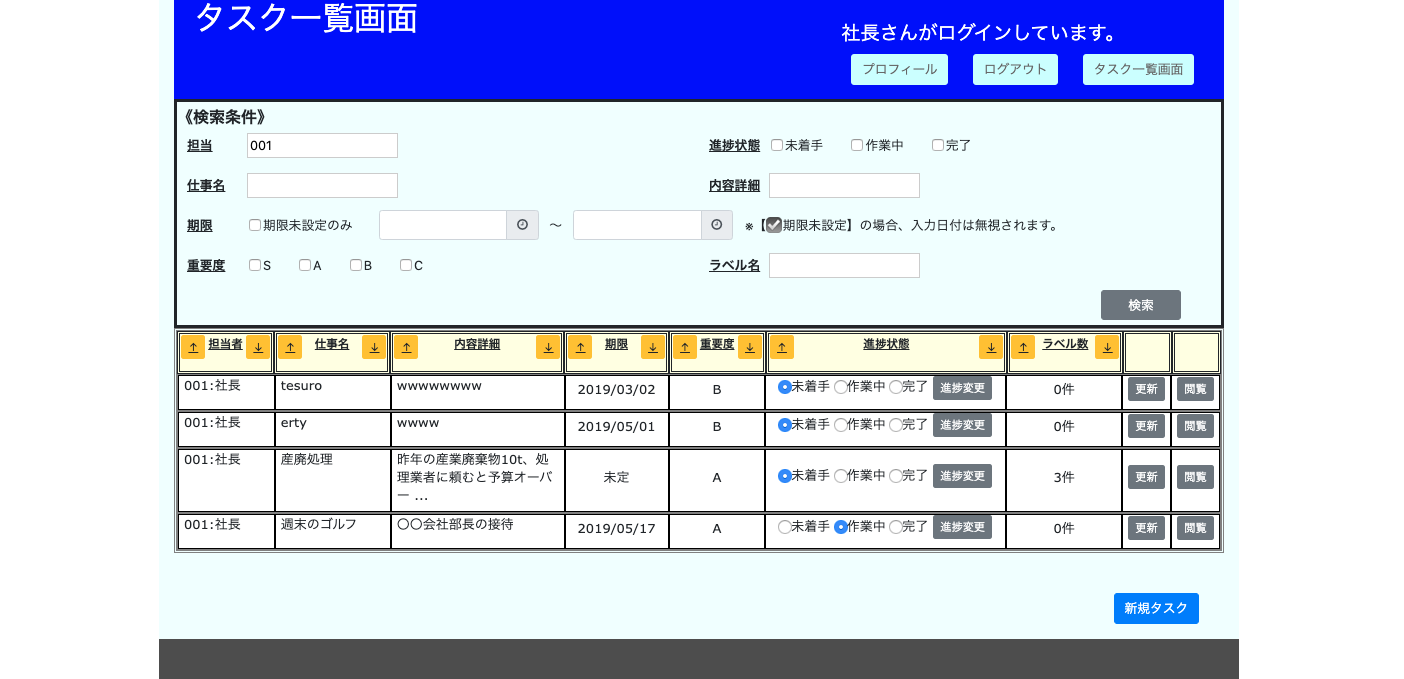 タスク一覧画面
社長さんがログインしています。
プロフィール ログアウト タスク一覧画面
《検索条件》
担当 001 進捗状態 未着手 作業中 完了
仕事名 内容詳細
期限 期限未設定のみ ～ ※【期限未設定】の場合、入力日付は無視されます。
重要度 S A B C ラベル名
検索
↑ 担当者 ↓ ↑ 仕事名 ↓ ↑ 内容詳細 ↓ ↑ 期限 ↓ ↑ 重要度 ↓ ↑ 進捗状態 ↓ ↑ ラベル数 ↓
001:社長 tesuro wwwwwwww 2019/03/02 B 未着手 作業中 完了 進捗変更 0件 更新 閲覧
001:社長 erty wwww 2019/05/01 B 未着手 作業中 完了 進捗変更 0件 更新 閲覧
001:社長 産廃処理 昨年の産業廃棄物10t、処
理業者に頼むと予算オーバ
ー ... 未定 A 未着手 作業中 完了 進捗変更 3件 更新 閲覧
001:社長 週末のゴルフ 〇〇会社部長の接待 2019/05/17 A 未着手 作業中 完了 進捗変更 0件 更新 閲覧
新規タスク